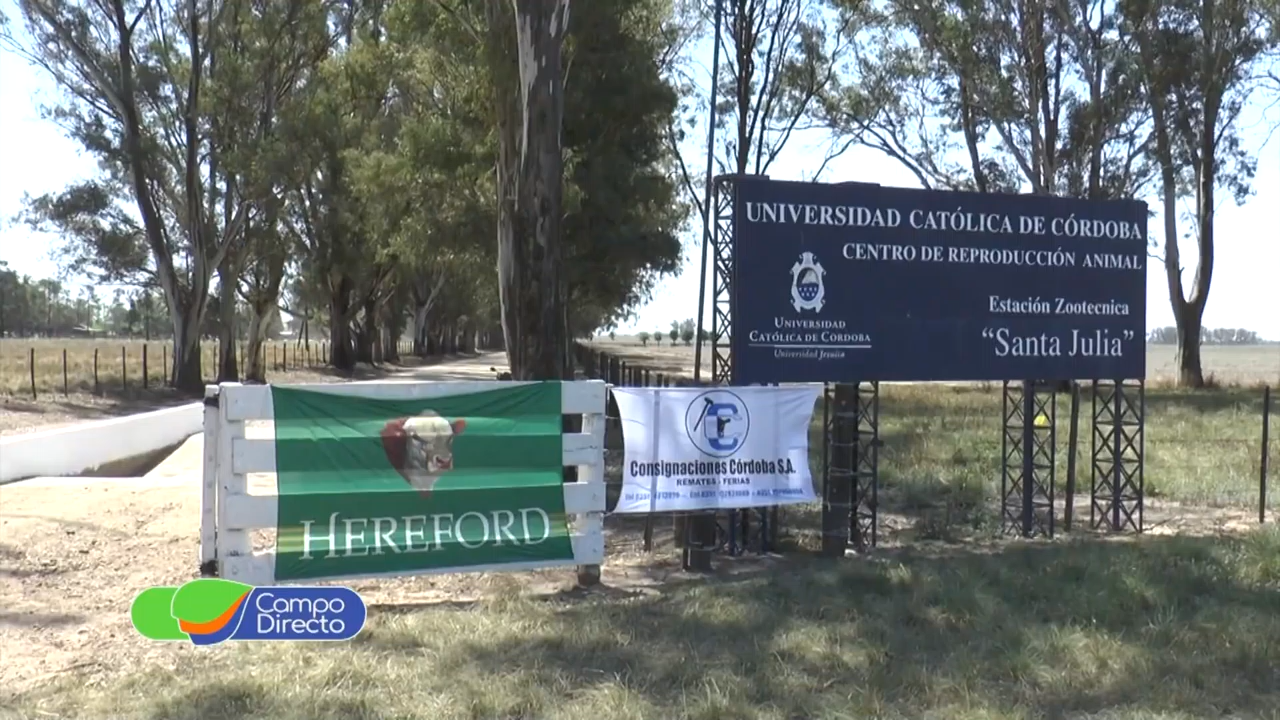 UNIVERSIDAD CATÓLICA DE CÓRDOBA
CENTRO DE REPRODUCCIÓN ANIMAL
Estación Zootecnica
"Santa Julia"
UNIVERSIDAD
CATÓLICA DE CÓRDOBA
Universidad Jesuita
HEREFORD
Consignaciones Córdoba S.A.
REMATES - FERIAS
Campo
Directo